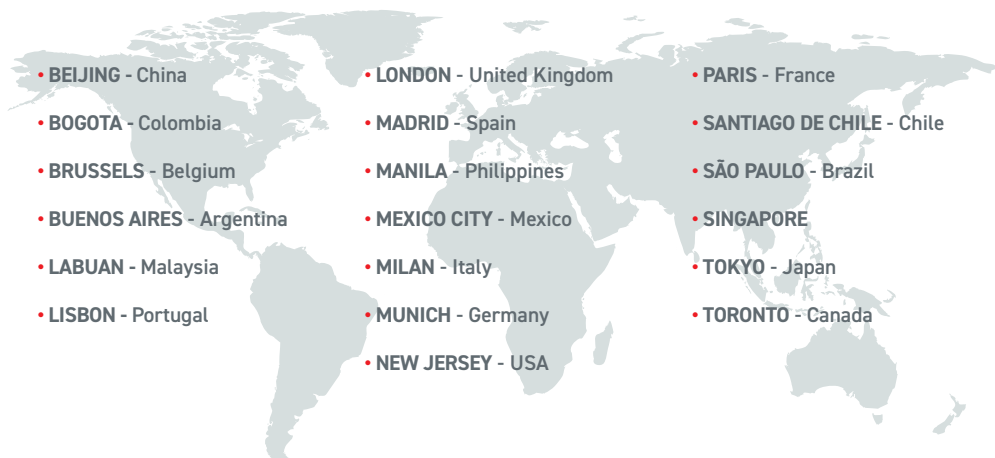 • BEIJING - China
• BOGOTA - Colombia
• BRUSSELS - Belgium
• BUENOS AIRES - Argentina
• LABUAN - Malaysia
• LISBON - Portugal
• LONDON - United Kingdom
• MADRID - Spain
• MANILA - Philippines
• MEXICO CITY - Mexico
• MILAN - Italy
• MUNICH - Germany
• NEW JERSEY - USA
• PARIS - France
• SANTIAGO DE CHILE - Chile
• SÃO PAULO - Brazil
• SINGAPORE
• TOKYO - Japan
• TORONTO - Canada